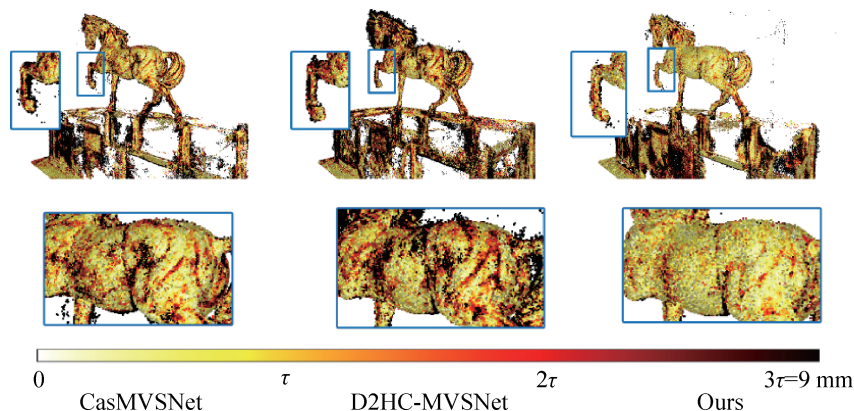 0 τ 2τ 3τ=9 mm
CasMVSNet D2HC-MVSNet Ours